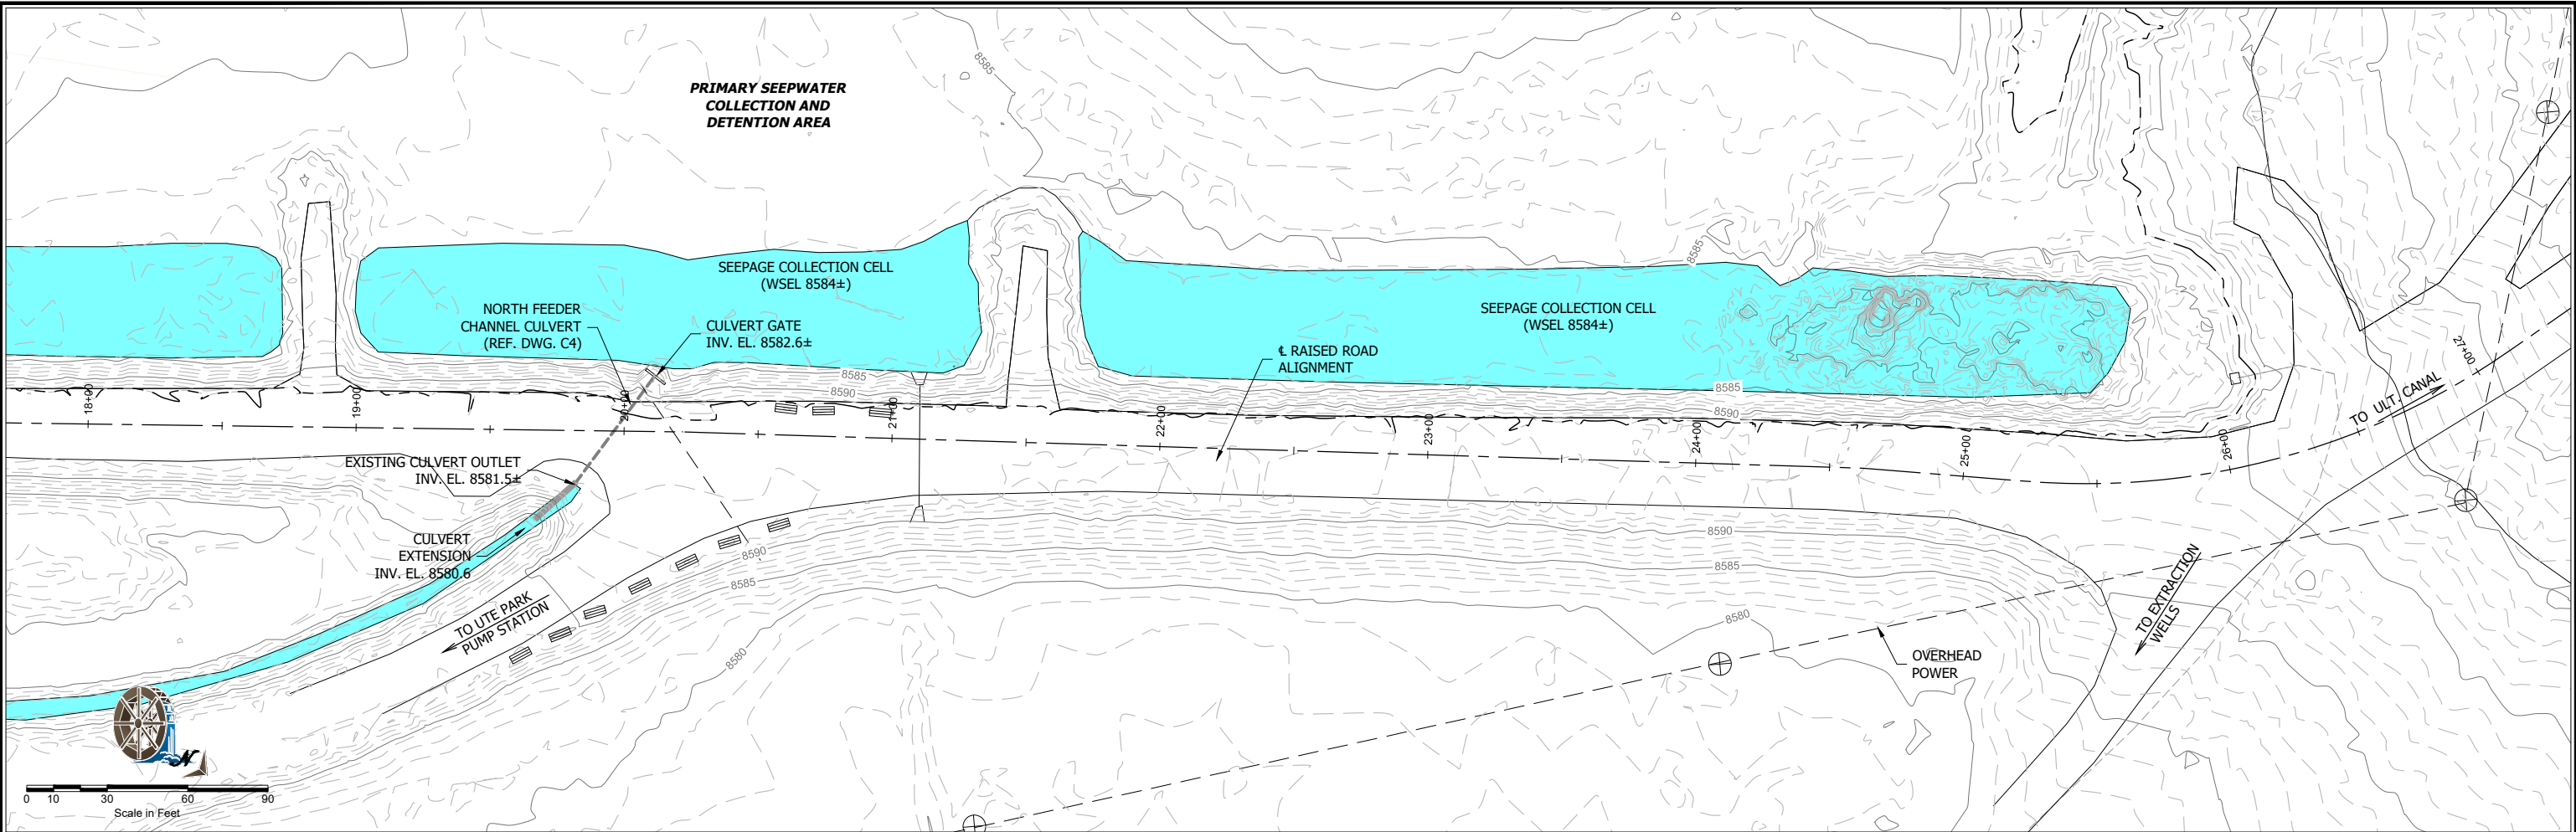 PRIMARY SEEPWATER
COLLECTION AND
DETENTION AREA
8585
8585
SEEPAGE COLLECTION CELL
(WSEL 8584±)
SEEPAGE COLLECTION CELL
(WSEL 8584±)
NORTH FEEDER
CHANNEL CULVERT
(REF. DWG. C4)
CULVERT GATE
INV. EL. 8582.6±
℄ RAISED ROAD
ALIGNMENT
8585
8590
8585
8590
18+00
19+00
20+00
21+00
22+00
23+00
24+00
25+00
26+00
27+00
TO ULT. CANAL
EXISTING CULVERT OUTLET
INV. EL. 8581.5±
CULVERT
EXTENSION
INV. EL. 8580.6
8590
8585
8580
8590
8585
8580
TO UTE PARK
PUMP STATION
TO EXTRACTION
WELLS
OVERHEAD
POWER
N
0 10 30 60 90
Scale in Feet